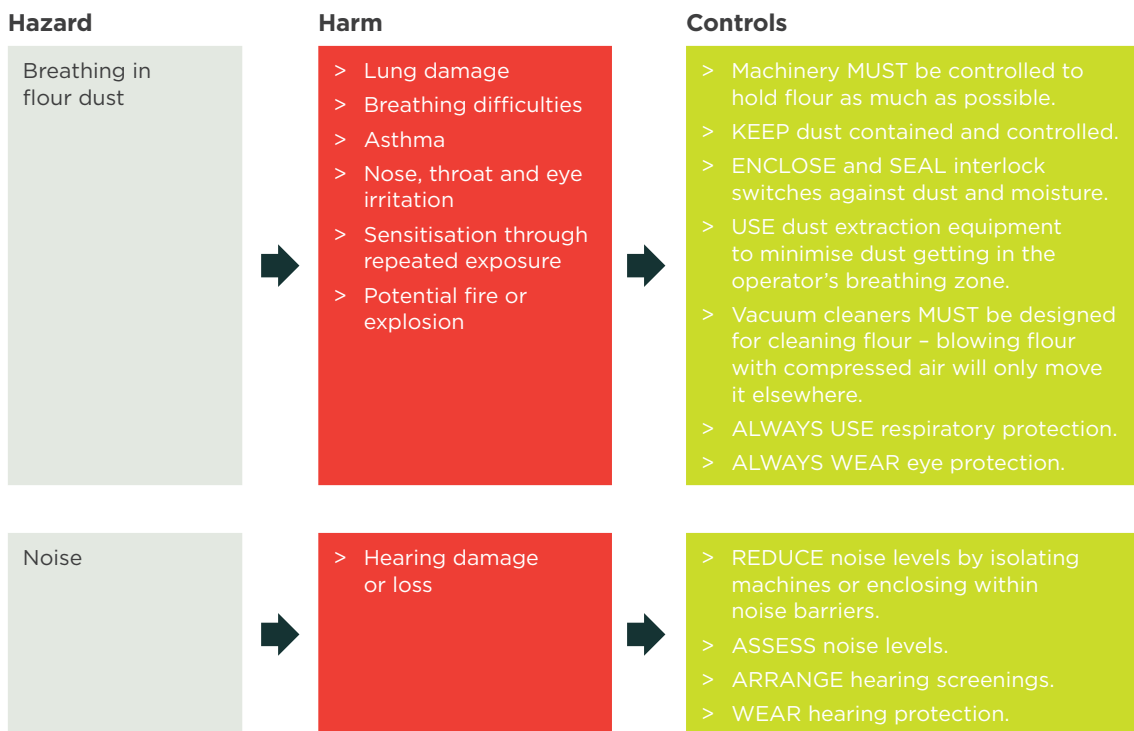 Hazard
Harm
Controls
Breathing in
flour dust
> Lung damage
> Breathing difficulties
> Asthma
> Nose, throat and eye
irritation
> Sensitisation through
repeated exposure
> Potential fire or
explosion
> Machinery MUST be controlled to
hold flour as much as possible.
> KEEP dust contained and controlled.
> ENCLOSE and SEAL interlock
switches against dust and moisture.
> USE dust extraction equipment
to minimise dust getting in the
operator’s breathing zone.
> Vacuum cleaners MUST be designed
for cleaning flour – blowing flour
with compressed air will only move
it elsewhere.
> ALWAYS USE respiratory protection.
> ALWAYS WEAR eye protection.
Noise
> Hearing damage
or loss
> REDUCE noise levels by isolating
machines or enclosing within
noise barriers.
> ASSESS noise levels.
> ARRANGE hearing screenings.
> WEAR hearing protection.